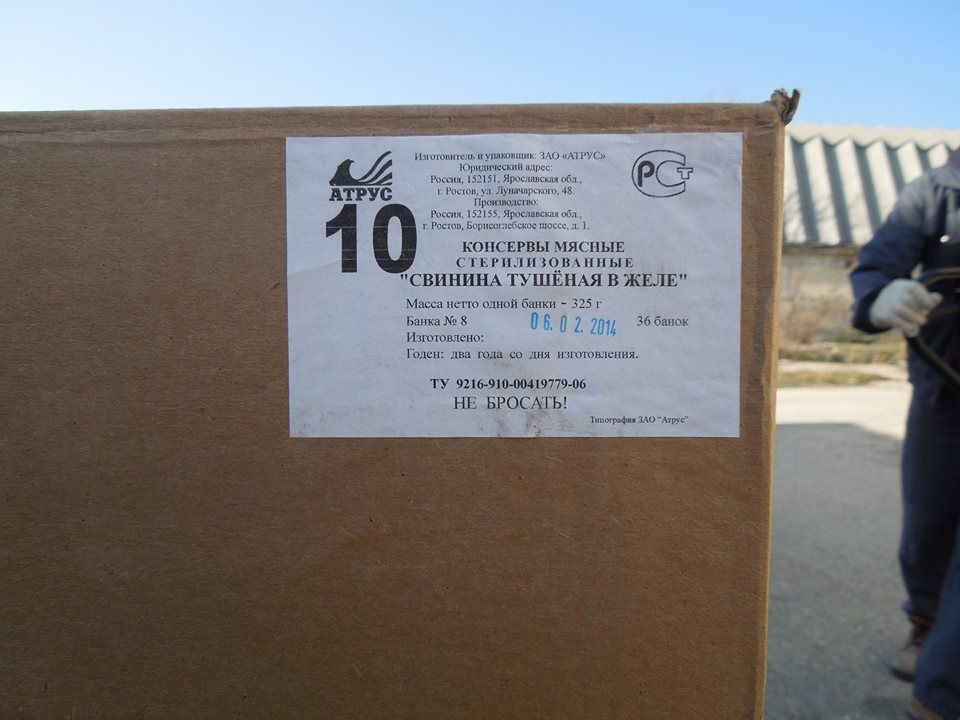 АТРУС
10
Изготовитель и упаковщик: ЗАО «АТРУС»
Юридический адрес:
Россия, 152151, Ярославская обл.,
г. Ростов, ул. Луначарского, 48.
Производство:
Россия, 152155, Ярославская обл.,
г. Ростов, Борисоглебское шоссе, д. 1.
РСТ
КОНСЕРВЫ МЯСНЫЕ
СТЕРИЛИЗОВАННЫЕ
"СВИНИНА ТУШЁНАЯ В ЖЕЛЕ"
Масса нетто одной банки - 325 г
Банка № 8 06.02.2014 36 банок
Изготовлено:
Годен: два года со дня изготовления.
ТУ 9216-910-00419779-06
НЕ БРОСАТЬ!
Типография ЗАО "Атрус"